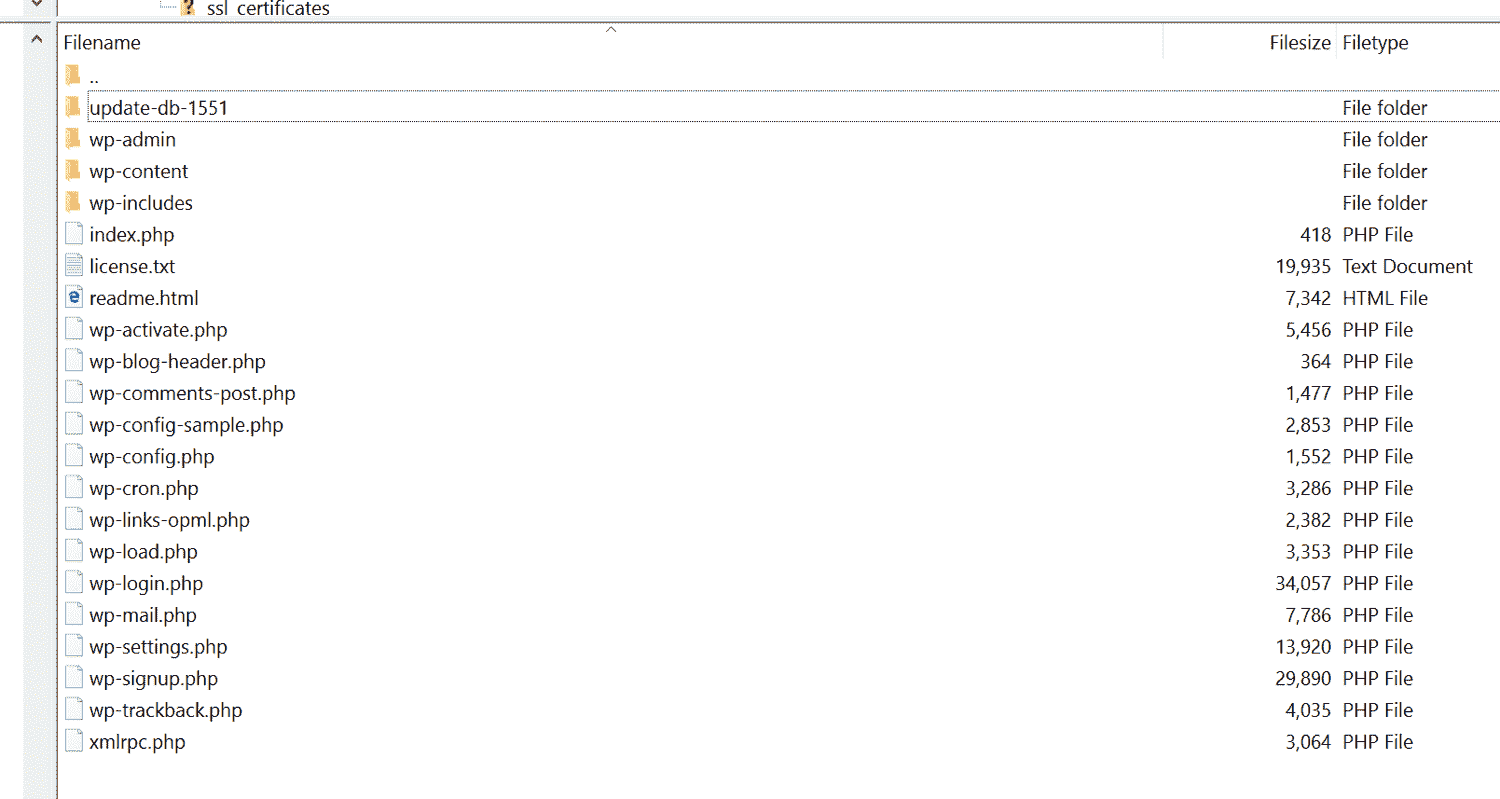 ssl_certificates
Filename Filesize Filetype
..
update-db-1551 File folder
wp-admin File folder
wp-content File folder
wp-includes File folder
index.php 418 PHP File
license.txt 19,935 Text Document
readme.html 7,342 HTML File
wp-activate.php 5,456 PHP File
wp-blog-header.php 364 PHP File
wp-comments-post.php 1,477 PHP File
wp-config-sample.php 2,853 PHP File
wp-config.php 1,552 PHP File
wp-cron.php 3,286 PHP File
wp-links-opml.php 2,382 PHP File
wp-load.php 3,353 PHP File
wp-login.php 34,057 PHP File
wp-mail.php 7,786 PHP File
wp-settings.php 13,920 PHP File
wp-signup.php 29,890 PHP File
wp-trackback.php 4,035 PHP File
xmlrpc.php 3,064 PHP File